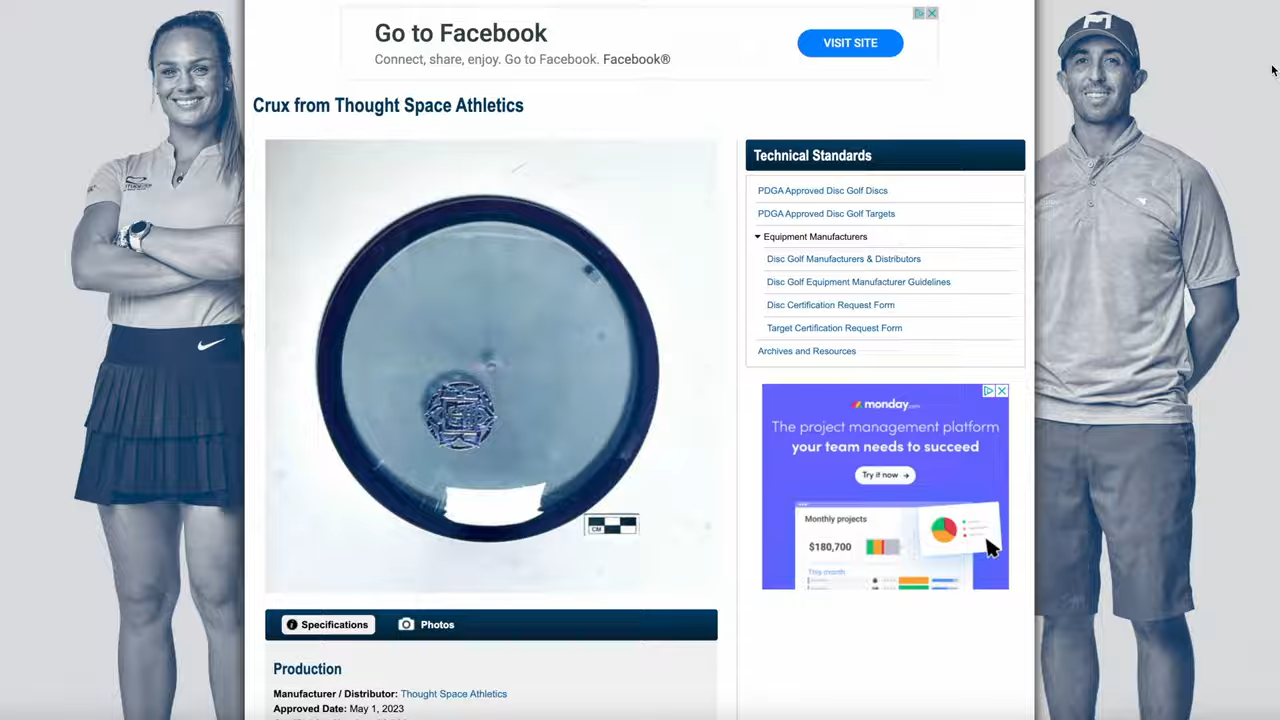 Go to Facebook
Connect, share, enjoy. Go to Facebook. Facebook®
VISIT SITE
Crux from Thought Space Athletics
CM
Specifications
Photos
Production
Manufacturer / Distributor: Thought Space Athletics
Approved Date: May 1, 2023
Technical Standards
PDGA Approved Disc Golf Discs
PDGA Approved Disc Golf Targets
Equipment Manufacturers
Disc Golf Manufacturers & Distributors
Disc Golf Equipment Manufacturer Guidelines
Disc Certification Request Form
Target Certification Request Form
Archives and Resources
monday.com
The project management platform
your team needs to succeed
Try it now →
Monthly projects
$180,700
This month